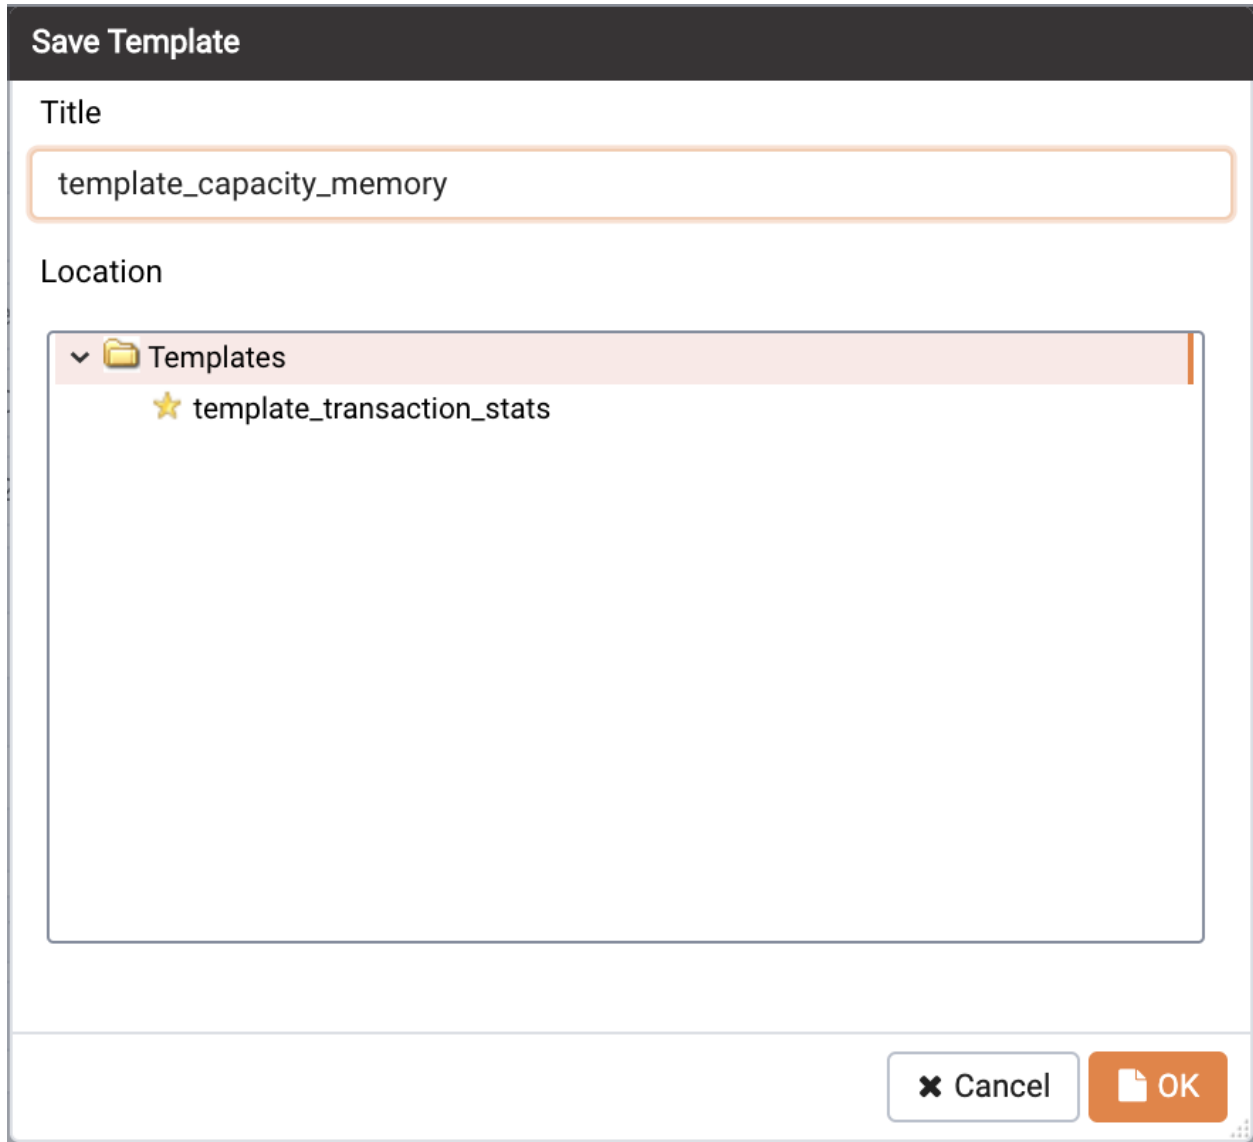 Save Template
Title
template_capacity_memory
Location
Templates
template_transaction_stats
Cancel OK